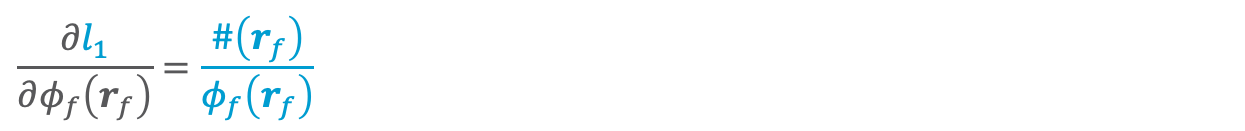 ∂l₁/∂ϕ_f(r_f) = #(r_f)/ϕ_f(r_f)